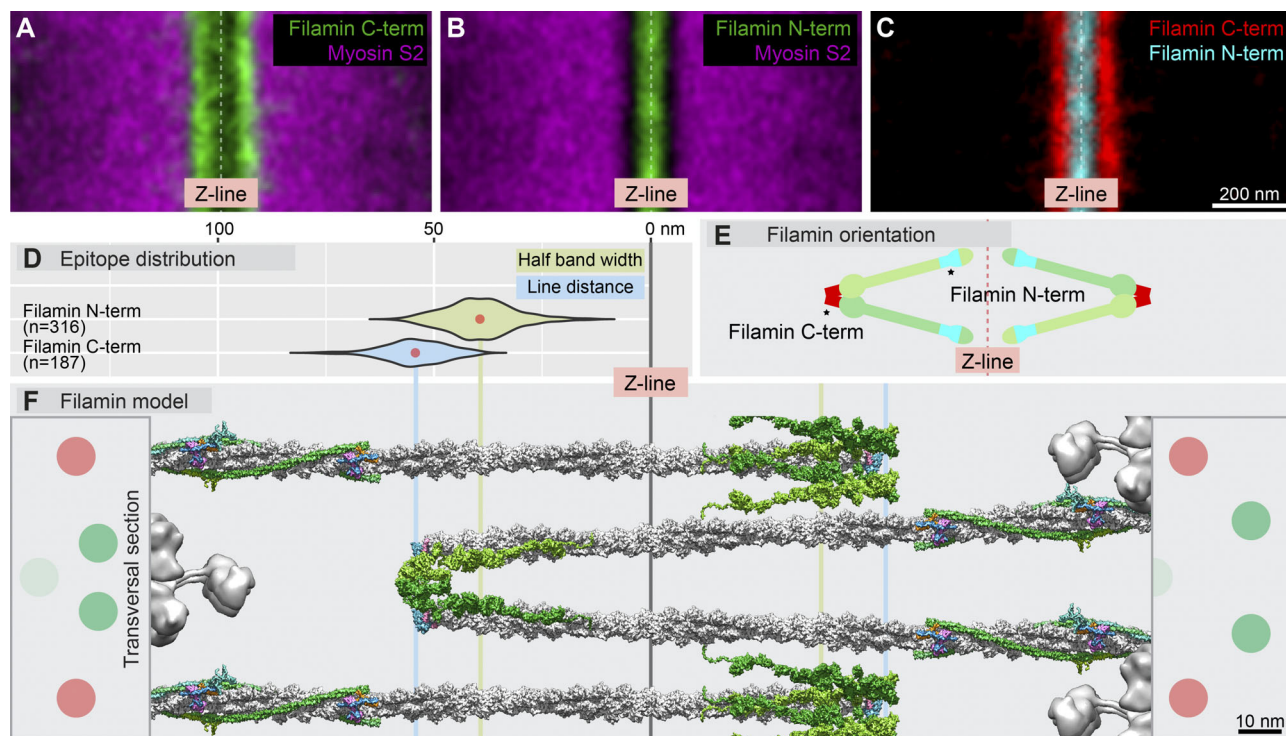 A
Filamin C-term
Myosin S2
Z-line
B
Filamin N-term
Myosin S2
Z-line
C
Filamin C-term
Filamin N-term
Z-line
200 nm
100
50
0 nm
D Epitope distribution
Half band width
Line distance
Filamin N-term
(n=316)
Filamin C-term
(n=187)
Z-line
E Filamin orientation
Filamin N-term
Filamin C-term
Z-line
F Filamin model
Transversal section
10 nm